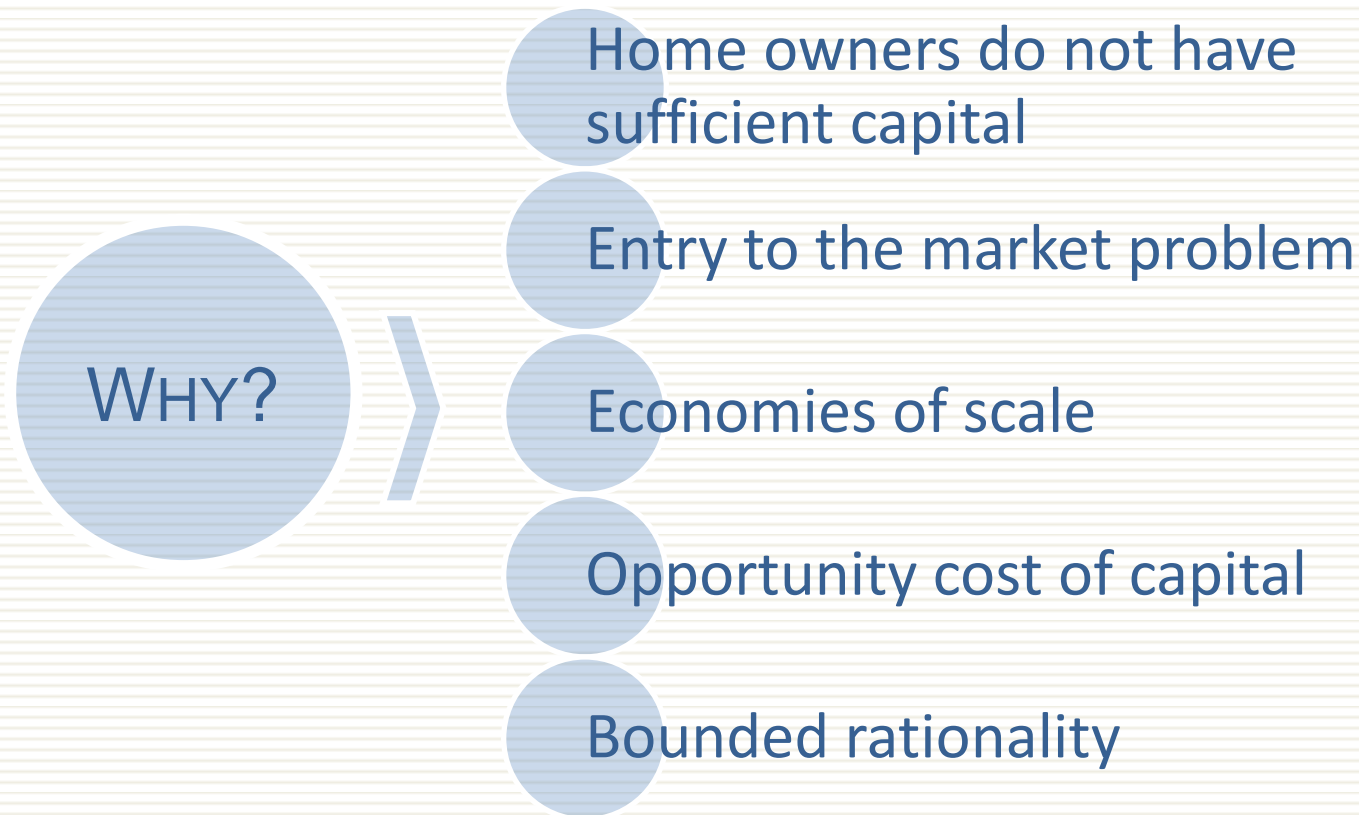 WHY?
Home owners do not have
sufficient capital
Entry to the market problem
Economies of scale
Opportunity cost of capital
Bounded rationality